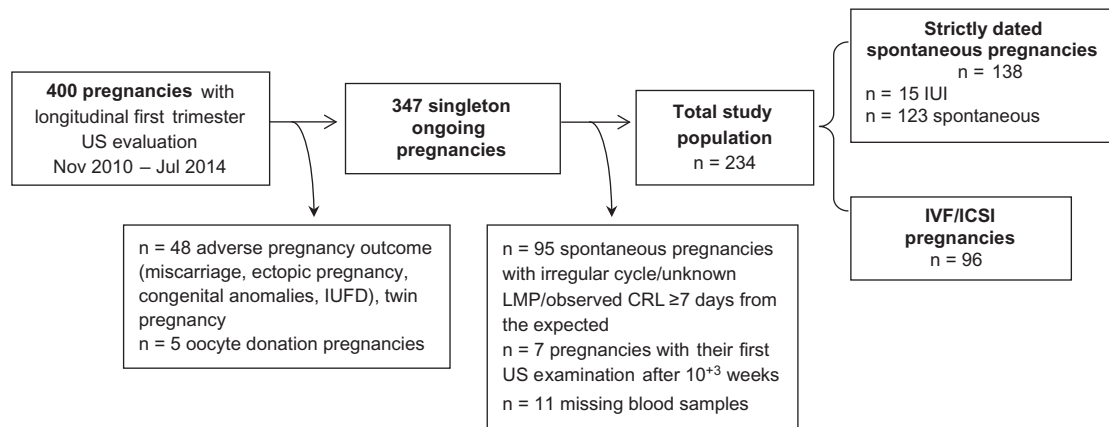 400 pregnancies with
longitudinal first trimester
US evaluation
Nov 2010 – Jul 2014
347 singleton
ongoing
pregnancies
Total study
population
n = 234
Strictly dated
spontaneous pregnancies
n = 138
n = 15 IUI
n = 123 spontaneous
IVF/ICSI
pregnancies
n = 96
n = 48 adverse pregnancy outcome
(miscarriage, ectopic pregnancy,
congenital anomalies, IUFD), twin
pregnancy
n = 5 oocyte donation pregnancies
n = 95 spontaneous pregnancies
with irregular cycle/unknown
LMP/observed CRL ≥7 days from
the expected
n = 7 pregnancies with their first
US examination after 10⁺³ weeks
n = 11 missing blood samples